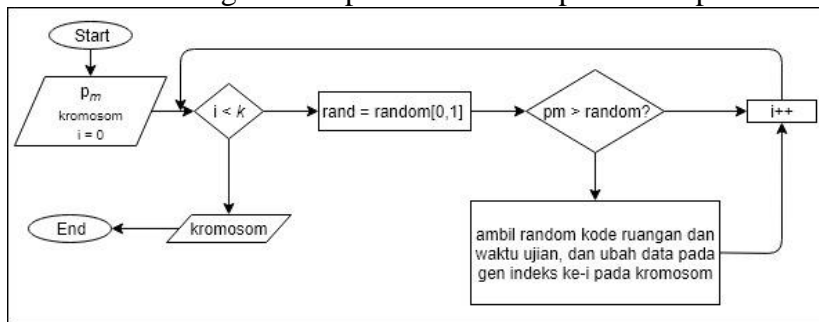 Start
pm
kromosom
i = 0
i < k
rand = random[0,1]
pm > random?
i++
End
kromosom
ambil random kode ruangan dan
waktu ujian, dan ubah data pada
gen indeks ke-i pada kromosom